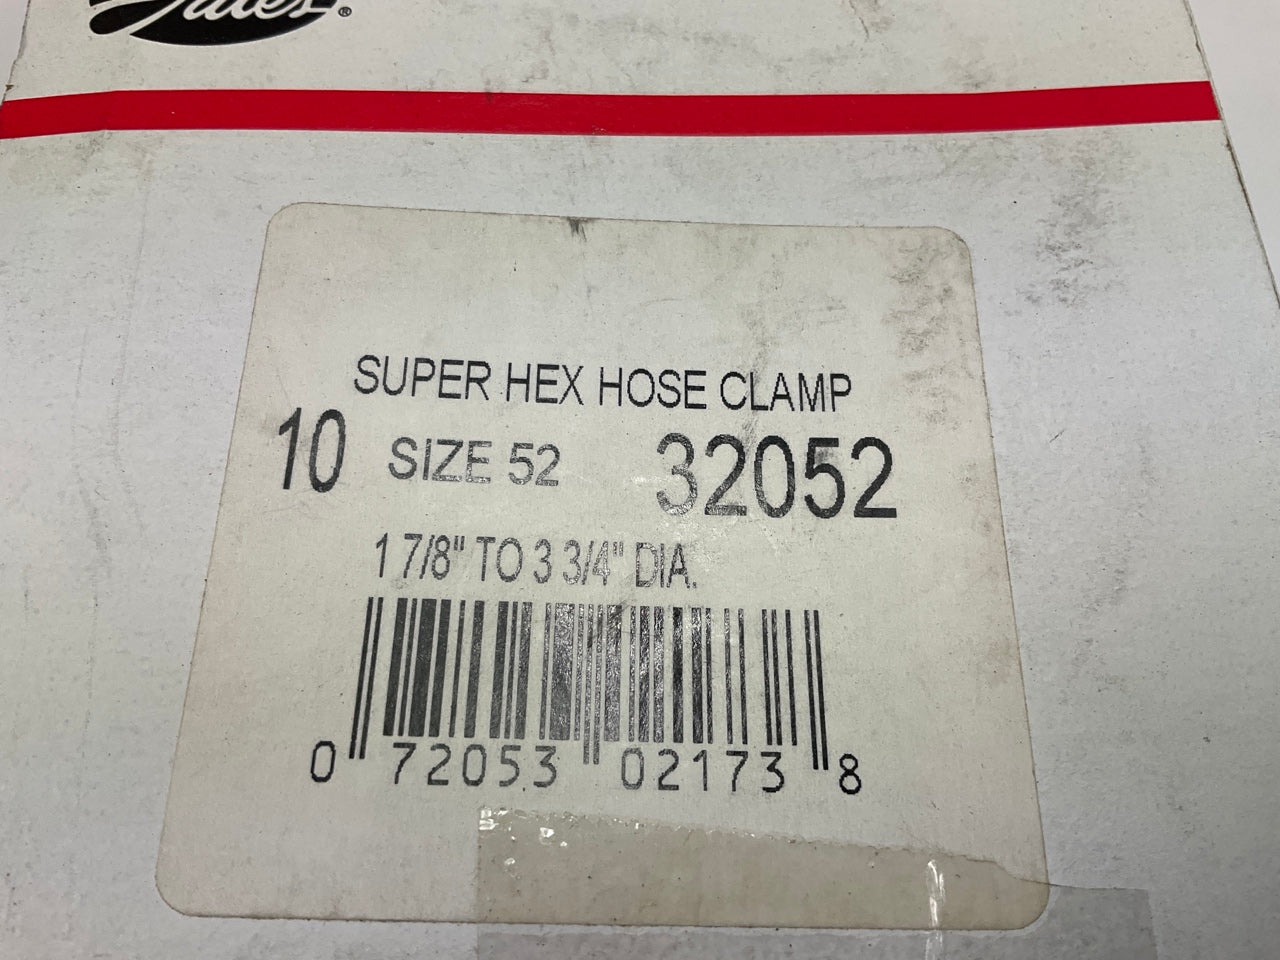 Gates®
SUPER HEX HOSE CLAMP
10 SIZE 52 32052
1 7/8" TO 3 3/4" DIA.
0 72053 02173 8